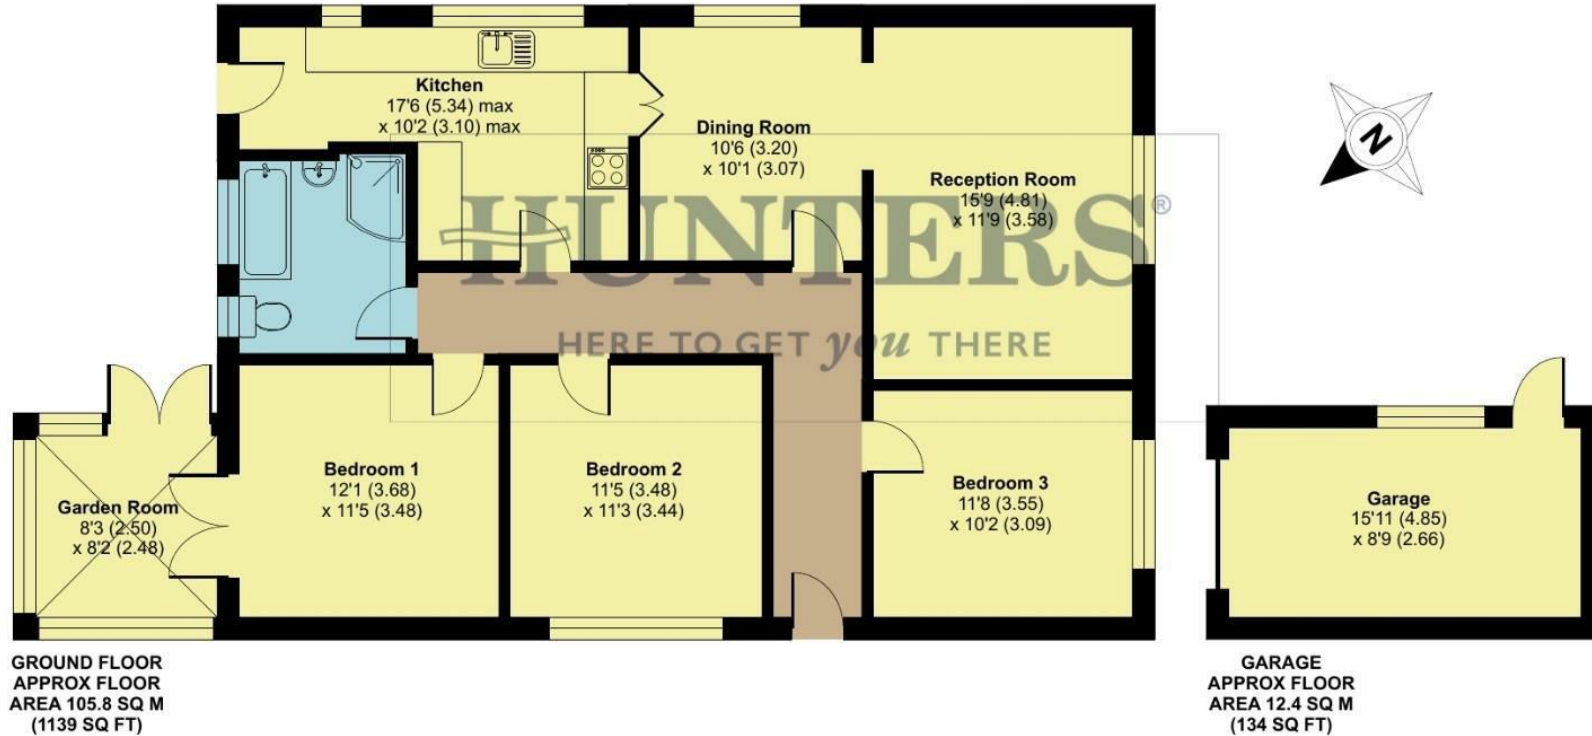 Kitchen
17'6 (5.34) max
x 10'2 (3.10) max
Dining Room
10'6 (3.20)
x 10'1 (3.07)
Reception Room
15'9 (4.81)
x 11'9 (3.58)
N
HUNTERS®
HERE TO GET you THERE
Bedroom 1
12'1 (3.68)
x 11'5 (3.48)
Bedroom 2
11'5 (3.48)
x 11'3 (3.44)
Bedroom 3
11'8 (3.55)
x 10'2 (3.09)
Garden Room
8'3 (2.50)
x 8'2 (2.48)
Garage
15'11 (4.85)
x 8'9 (2.66)
GROUND FLOOR
APPROX FLOOR
AREA 105.8 SQ M
(1139 SQ FT)
GARAGE
APPROX FLOOR
AREA 12.4 SQ M
(134 SQ FT)